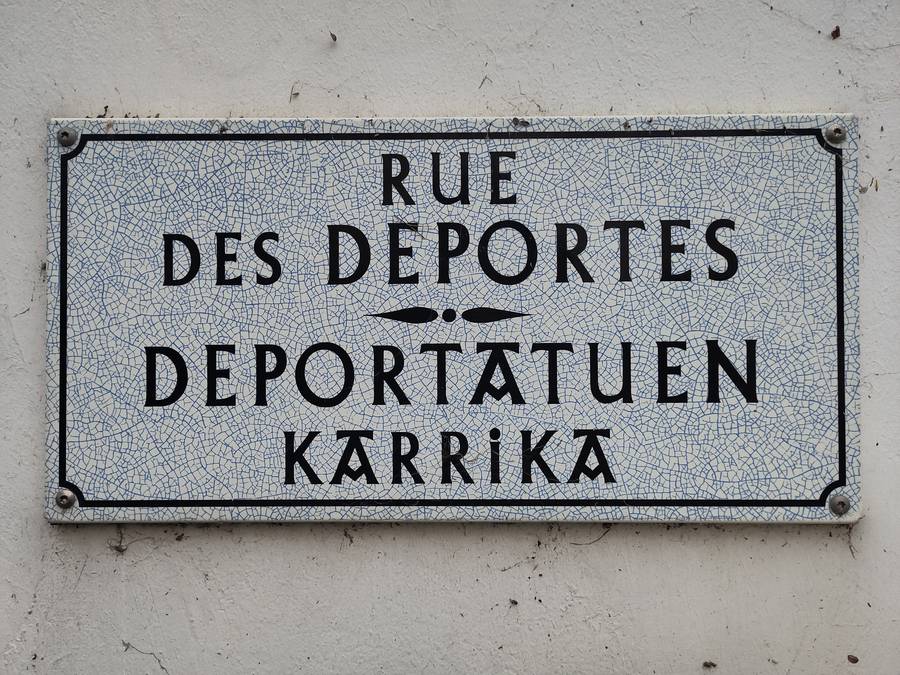 RUE
DES DEPORTES
DEPORTATUEN
KARRiKA